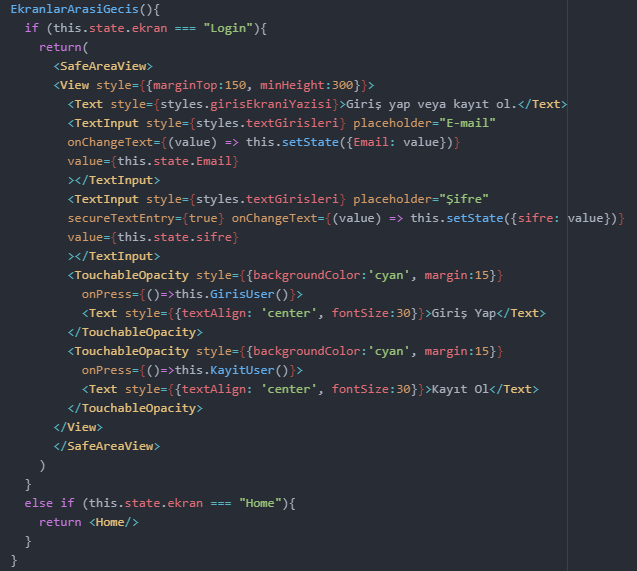 EkranlarArasiGecis(){
if (this.state.ekran === "Login"){
return(
<SafeAreaView>
<View style={{marginTop:150, minHeight:300}}>
<Text style={styles.girisEkraniYazisi}>Giriş yap veya kayıt ol.</Text>
<TextInput style={styles.textGirisleri} placeholder="E-mail"
onChangeText={(value) => this.setState({Email: value})}
value={this.state.Email}
></TextInput>
<TextInput style={styles.textGirisleri} placeholder="Şifre"
secureTextEntry={true} onChangeText={(value) => this.setState({sifre: value})}
value={this.state.sifre}
></TextInput>
<TouchableOpacity style={{backgroundColor:'cyan', margin:15}}
onPress={()=>this.GirisUser()}>
<Text style={{textAlign: 'center', fontSize:30}}>Giriş Yap</Text>
</TouchableOpacity>
<TouchableOpacity style={{backgroundColor:'cyan', margin:15}}
onPress={()=>this.KayitUser()}>
<Text style={{textAlign: 'center', fontSize:30}}>Kayıt Ol</Text>
</TouchableOpacity>
</View>
</SafeAreaView>
)
}
else if (this.state.ekran === "Home"){
return <Home/>
}
}